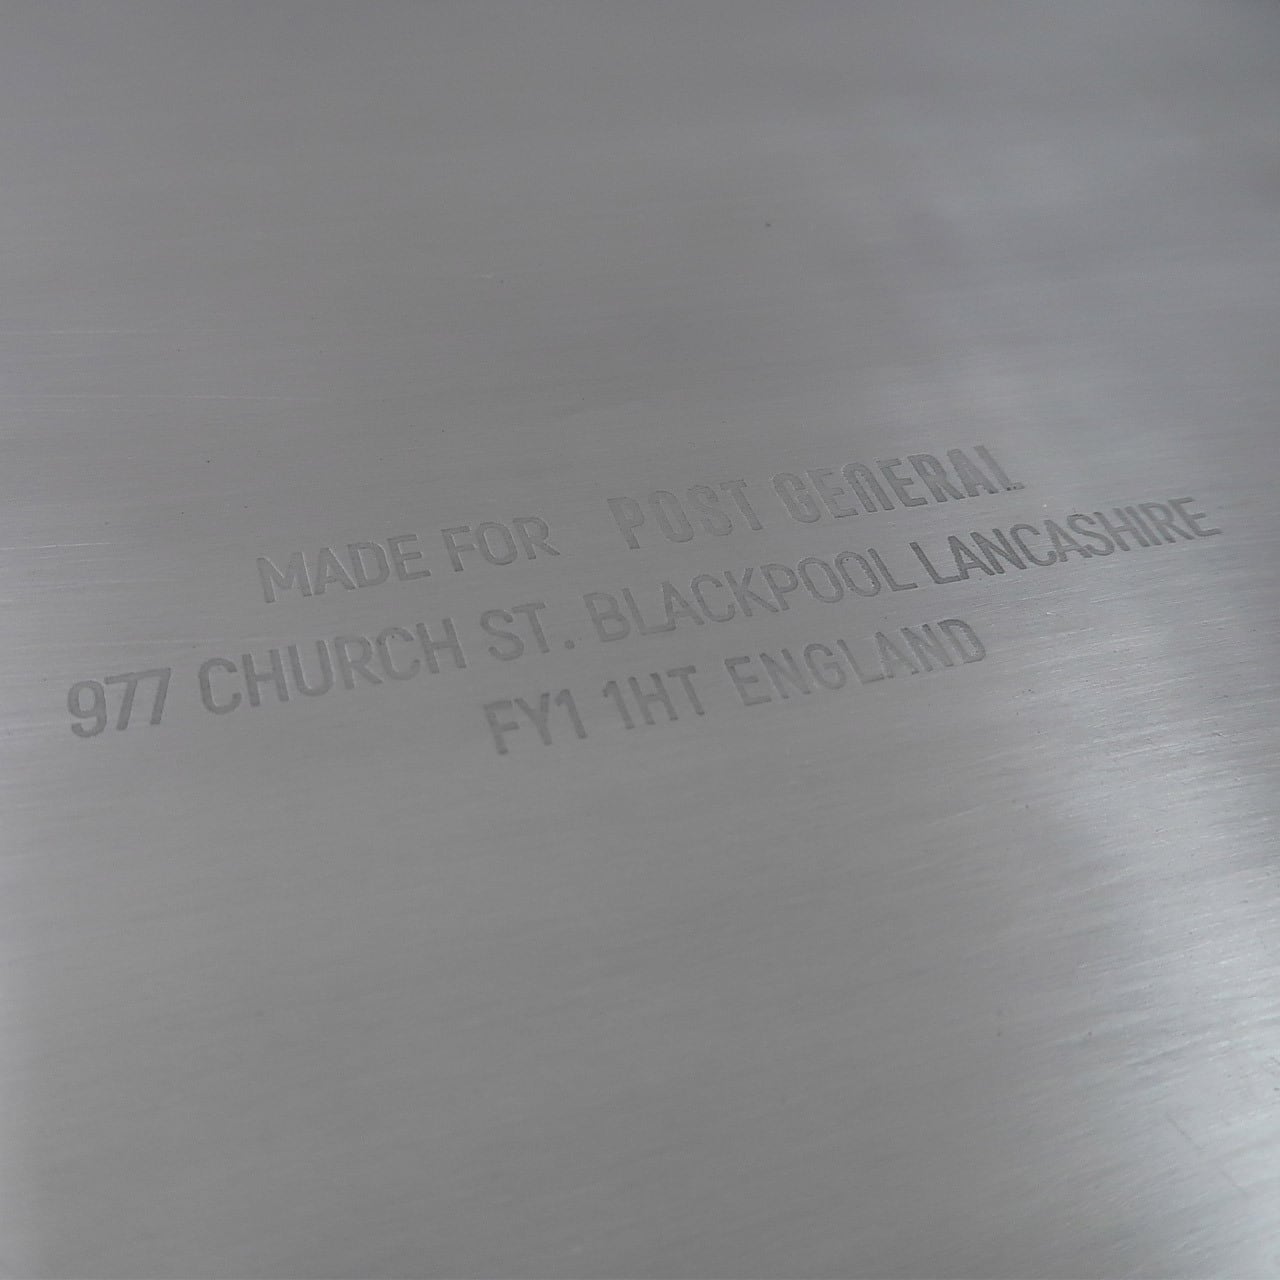 MADE FOR POST GENERAL
977 CHURCH ST. BLACKPOOL LANCASHIRE
FY1 1HT ENGLAND